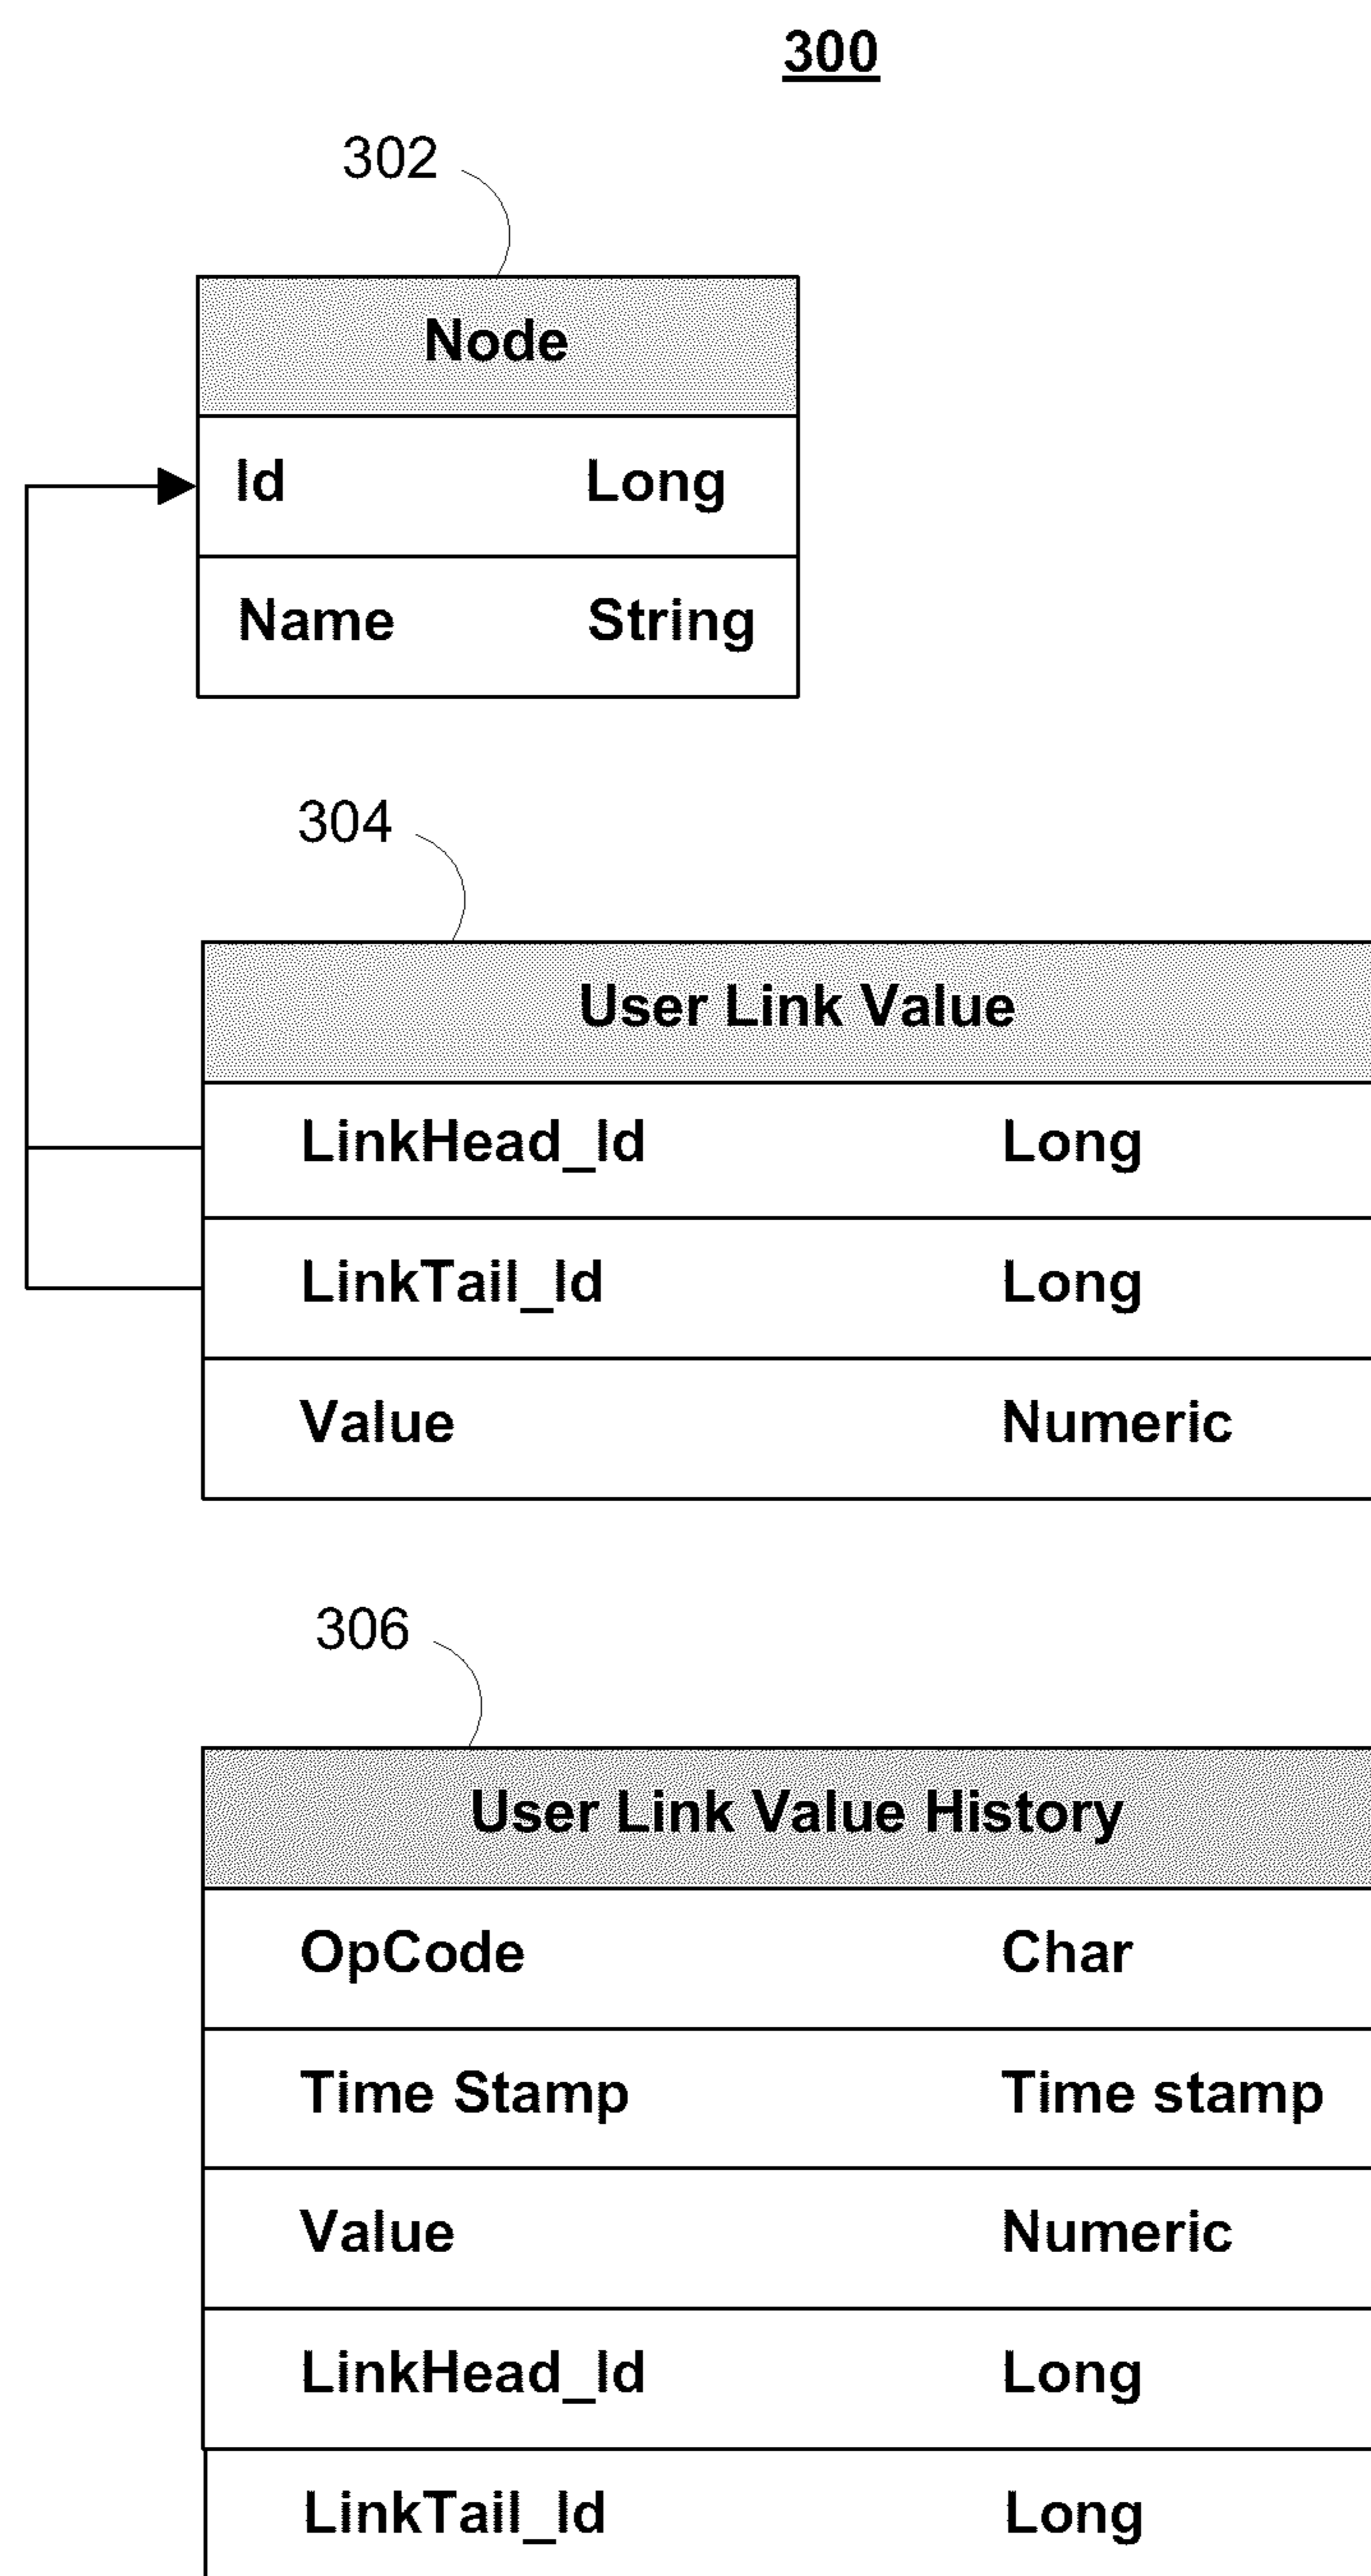 300
302
Node
Id Long
Name String
304
User Link Value
LinkHead_Id Long
LinkTail_Id Long
Value Numeric
306
User Link Value History
OpCode Char
Time Stamp Time stamp
Value Numeric
LinkHead_Id Long
LinkTail_Id Long